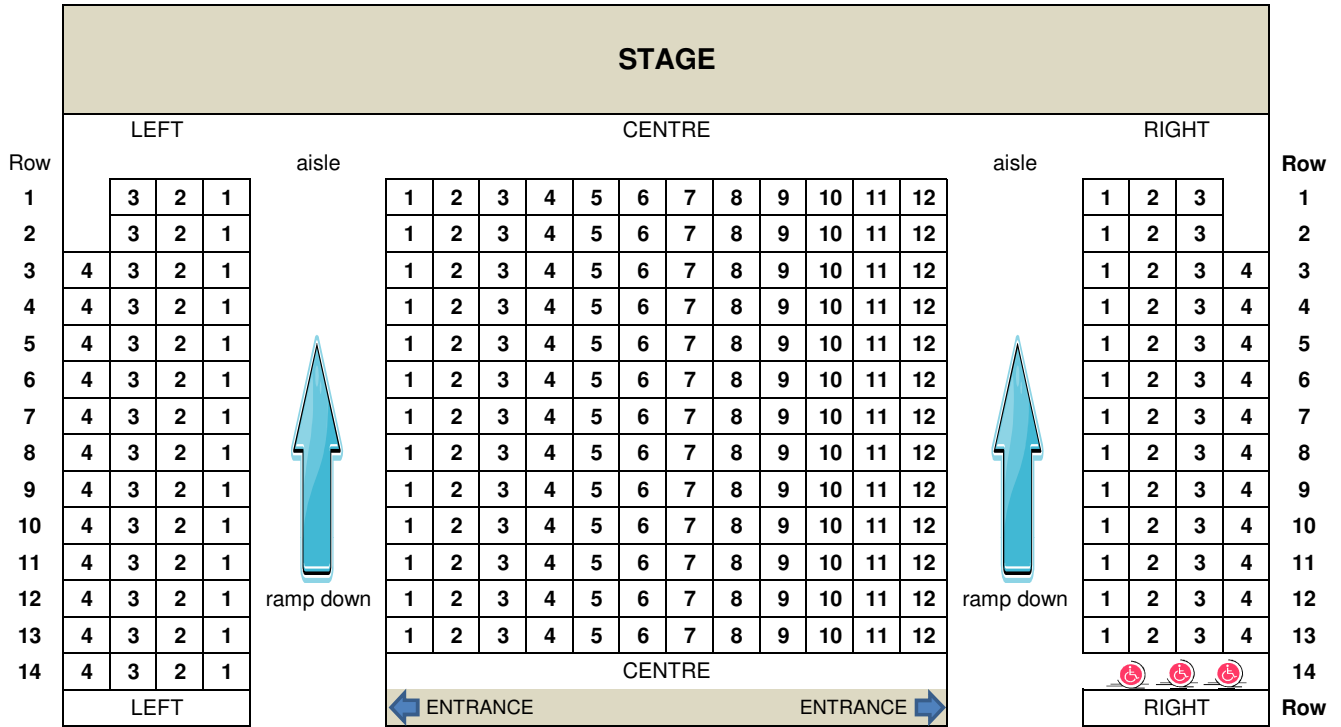 STAGE
LEFT CENTRE RIGHT
Row aisle aisle Row
1 3 2 1 1 2 3 4 5 6 7 8 9 10 11 12 1 2 3 1
2 3 2 1 1 2 3 4 5 6 7 8 9 10 11 12 1 2 3 2
3 4 3 2 1 1 2 3 4 5 6 7 8 9 10 11 12 1 2 3 4 3
4 4 3 2 1 1 2 3 4 5 6 7 8 9 10 11 12 1 2 3 4 4
5 4 3 2 1 1 2 3 4 5 6 7 8 9 10 11 12 1 2 3 4 5
6 4 3 2 1 1 2 3 4 5 6 7 8 9 10 11 12 1 2 3 4 6
7 4 3 2 1 1 2 3 4 5 6 7 8 9 10 11 12 1 2 3 4 7
8 4 3 2 1 1 2 3 4 5 6 7 8 9 10 11 12 1 2 3 4 8
9 4 3 2 1 1 2 3 4 5 6 7 8 9 10 11 12 1 2 3 4 9
10 4 3 2 1 1 2 3 4 5 6 7 8 9 10 11 12 1 2 3 4 10
11 4 3 2 1 1 2 3 4 5 6 7 8 9 10 11 12 1 2 3 4 11
12 4 3 2 1 ramp down 1 2 3 4 5 6 7 8 9 10 11 12 ramp down 1 2 3 4 12
13 4 3 2 1 1 2 3 4 5 6 7 8 9 10 11 12 1 2 3 4 13
14 4 3 2 1 CENTRE 14
LEFT ENTRANCE ENTRANCE RIGHT Row